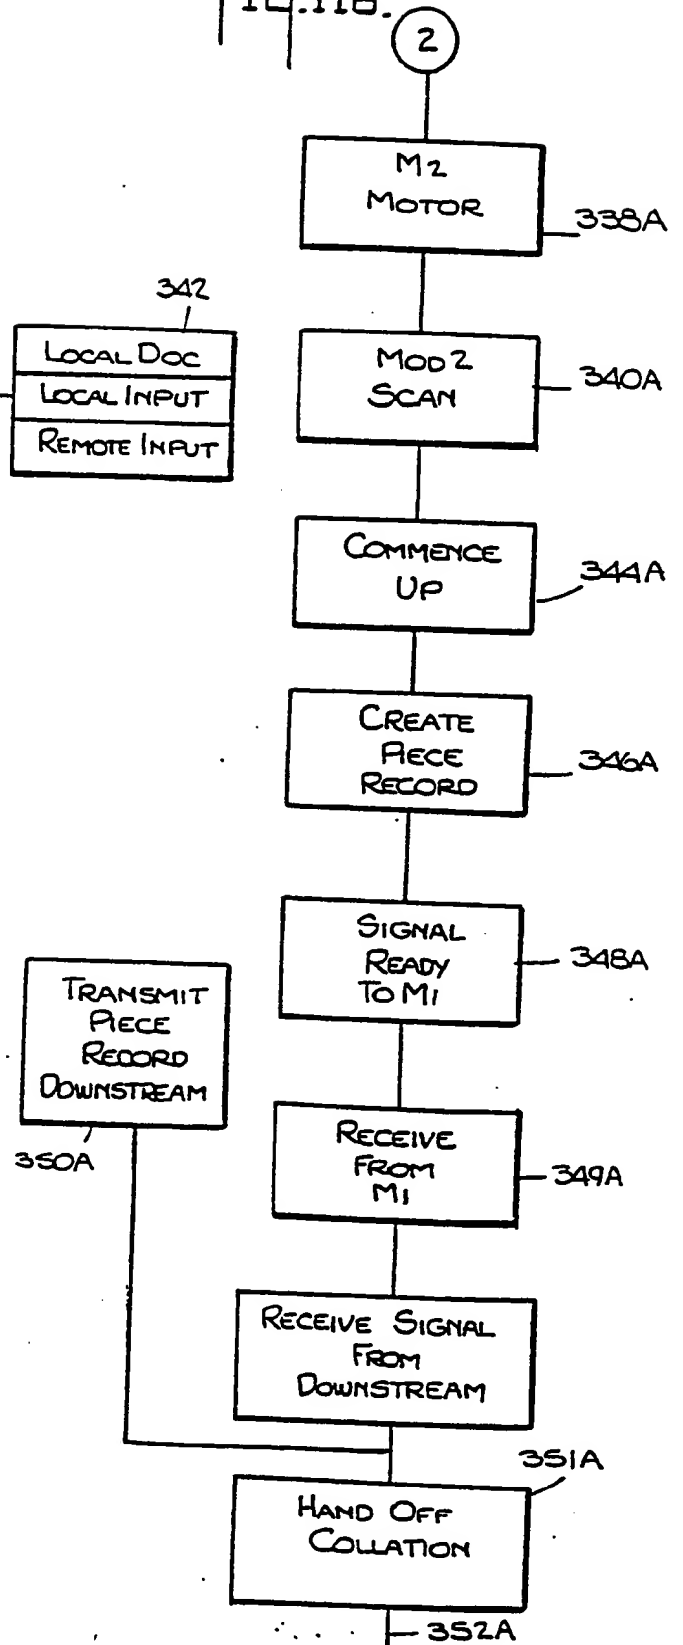 2
M2
MOTOR
338A
342
LOCAL DOC
LOCAL INPUT
REMOTE INPUT
MOD 2
SCAN
340A
COMMENCE
UP
344A
CREATE
PIECE
RECORD
346A
SIGNAL
READY
TO M1
348A
TRANSMIT
PIECE
RECORD
DOWNSTREAM
350A
RECEIVE
FROM
M1
349A
RECEIVE SIGNAL
FROM
DOWNSTREAM
351A
HAND OFF
COLLATION
352A